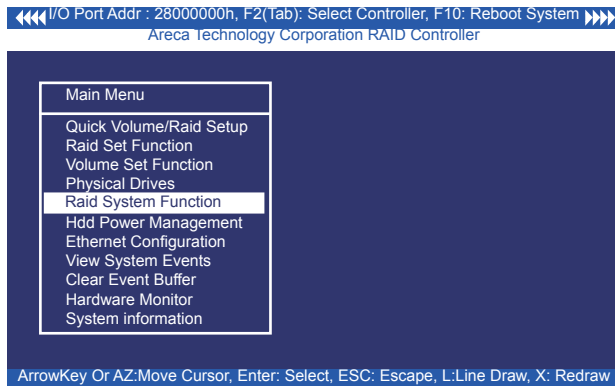 I/O Port Addr : 28000000h, F2(Tab): Select Controller, F10: Reboot System
Areca Technology Corporation RAID Controller
Main Menu
Quick Volume/Raid Setup
Raid Set Function
Volume Set Function
Physical Drives
Raid System Function
Hdd Power Management
Ethernet Configuration
View System Events
Clear Event Buffer
Hardware Monitor
System information
ArrowKey Or AZ:Move Cursor, Enter: Select, ESC: Escape, L:Line Draw, X: Redraw